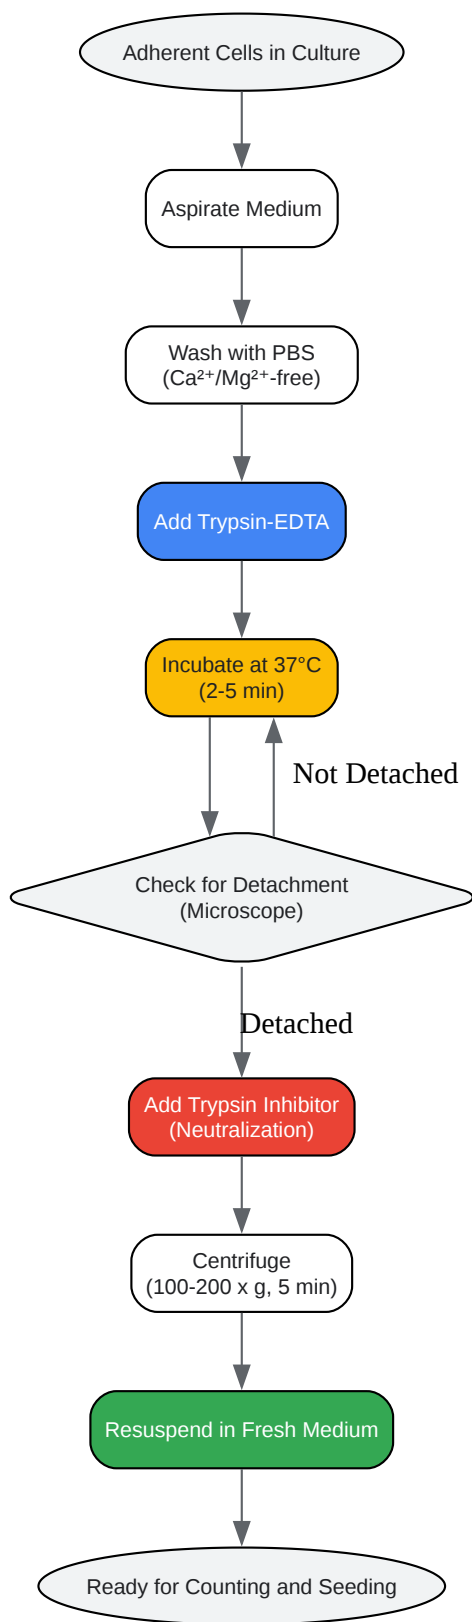 Adherent Cells in Culture
Aspirate Medium
Wash with PBS
(Ca²⁺/Mg²⁺-free)
Add Trypsin-EDTA
Incubate at 37°C
(2-5 min)
Not Detached
Check for Detachment
(Microscope)
Detached
Add Trypsin Inhibitor
(Neutralization)
Centrifuge
(100-200 x g, 5 min)
Resuspend in Fresh Medium
Ready for Counting and Seeding